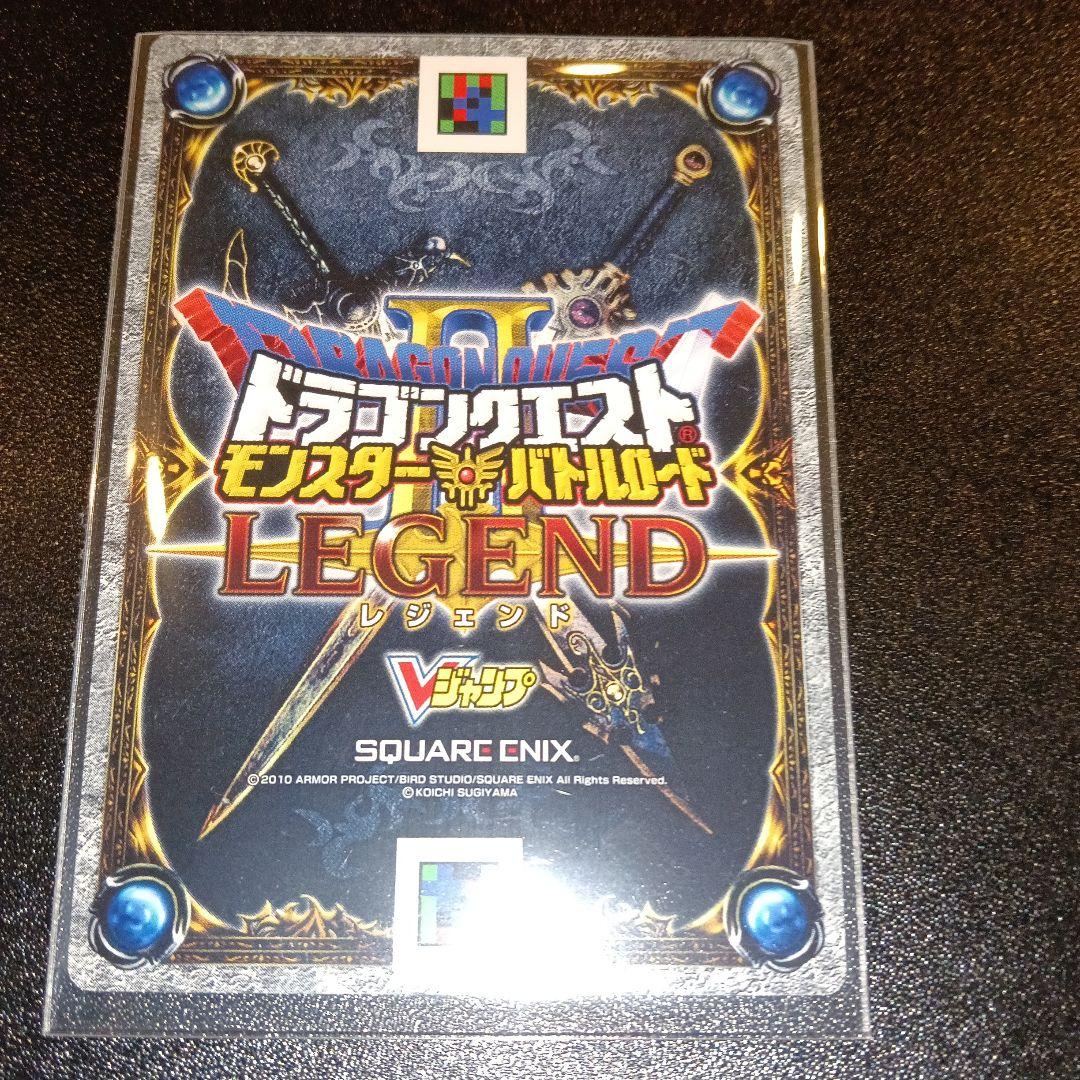 DRAGON QUEST
II
ドラゴンクエスト®
モンスターバトルロード
LEGEND
レジェンド
Vジャンプ
SQUARE ENIX®
©2010 ARMOR PROJECT/BIRD STUDIO/SQUARE ENIX All Rights Reserved.
©KOICHI SUGIYAMA